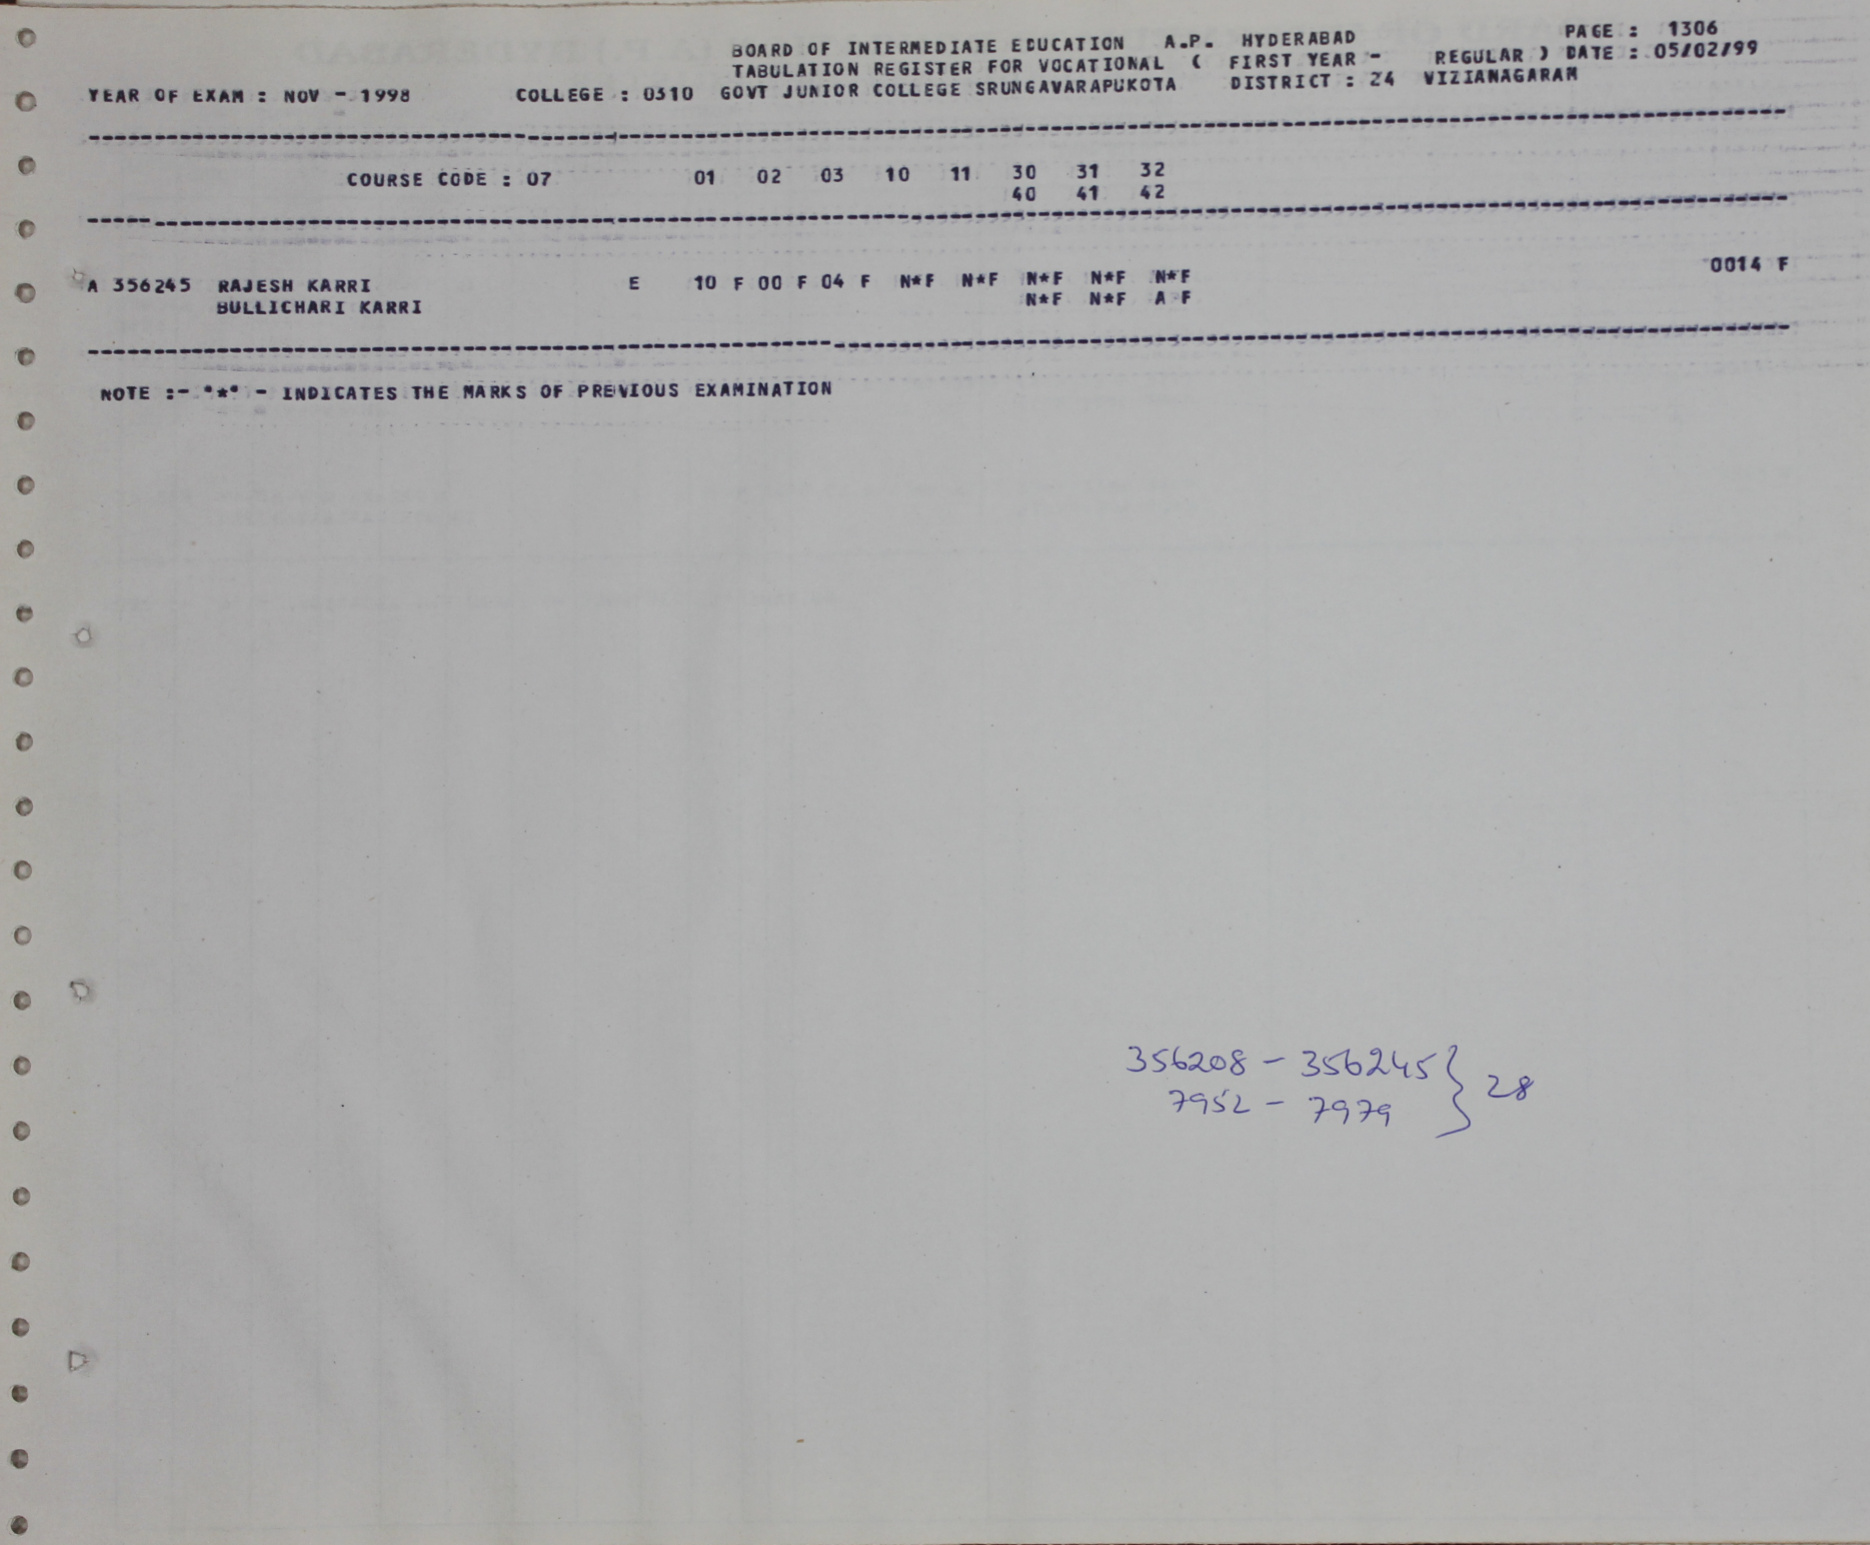 PAGE : 1306
BOARD OF INTERMEDIATE EDUCATION A.P. HYDERABAD
TABULATION REGISTER FOR VOCATIONAL ( FIRST YEAR - REGULAR ) DATE : 05/02/99
YEAR OF EXAM : NOV - 1998 COLLEGE : 0310 GOVT JUNIOR COLLEGE SRUNGAVARAPUKOTA DISTRICT : 24 VIZIANAGARAM
COURSE CODE : 07 01 02 03 10 11 30 31 32
40 41 42
A 356245 RAJESH KARRI E 10 F 00 F 04 F N*F N*F N*F N*F N*F 0014 F
BULLICHARI KARRI N*F N*F A F
NOTE :- "*" - INDICATES THE MARKS OF PREVIOUS EXAMINATION
356208 - 356245 } 28
7952 - 7979